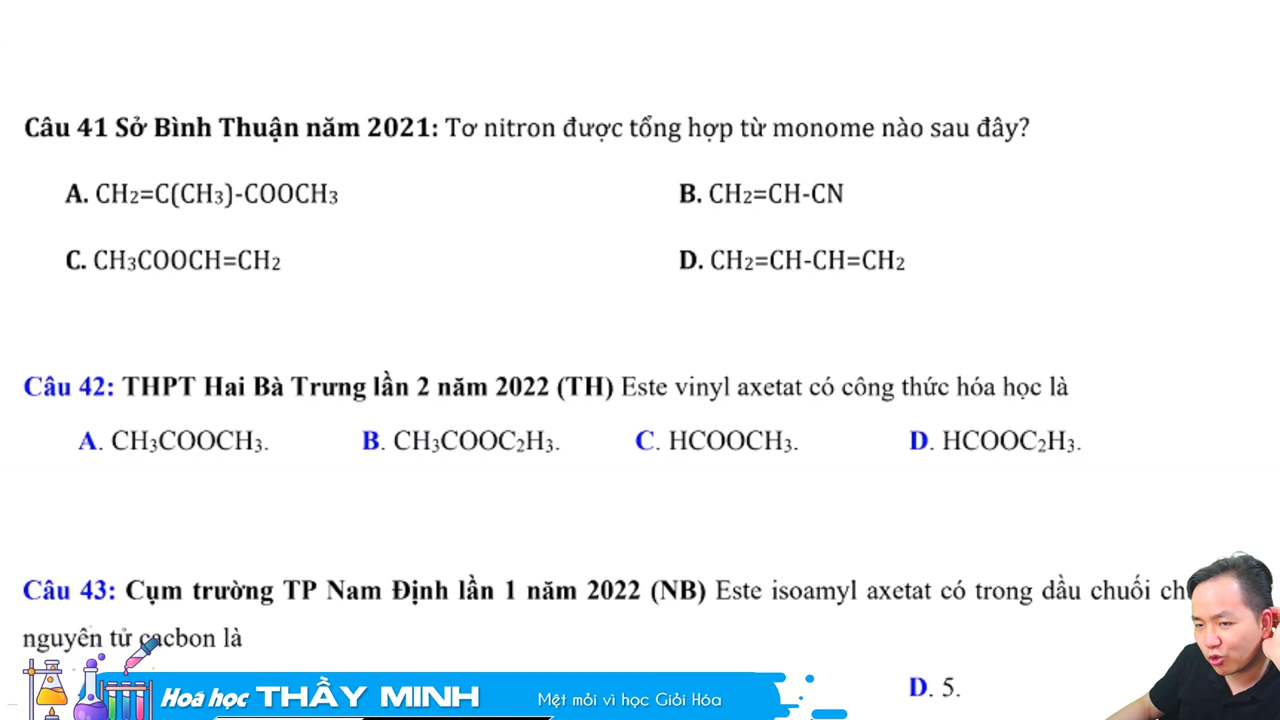 Câu 41 Sở Bình Thuận năm 2021: Tơ nitron được tổng hợp từ monome nào sau đây?
A. CH2=C(CH3)-COOCH3 B. CH2=CH-CN
C. CH3COOCH=CH2 D. CH2=CH-CH=CH2
Câu 42: THPT Hai Bà Trưng lần 2 năm 2022 (TH) Este vinyl axetat có công thức hóa học là
A. CH3COOCH3. B. CH3COOC2H3. C. HCOOCH3. D. HCOOC2H3.
Câu 43: Cụm trường TP Nam Định lần 1 năm 2022 (NB) Este isoamyl axetat có trong dầu chuối
nguyên tử cacbon là
D. 5.
Hoá học THẦY MINH Mệt mỏi vì học Giỏi Hóa